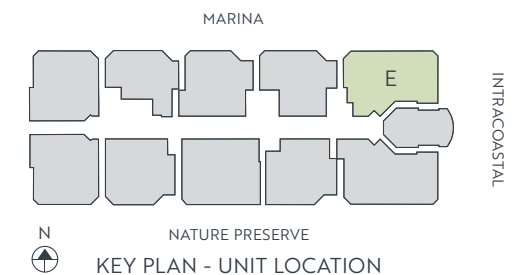 MARINA
E
INTRACOASTAL
N
NATURE PRESERVE
KEY PLAN - UNIT LOCATION